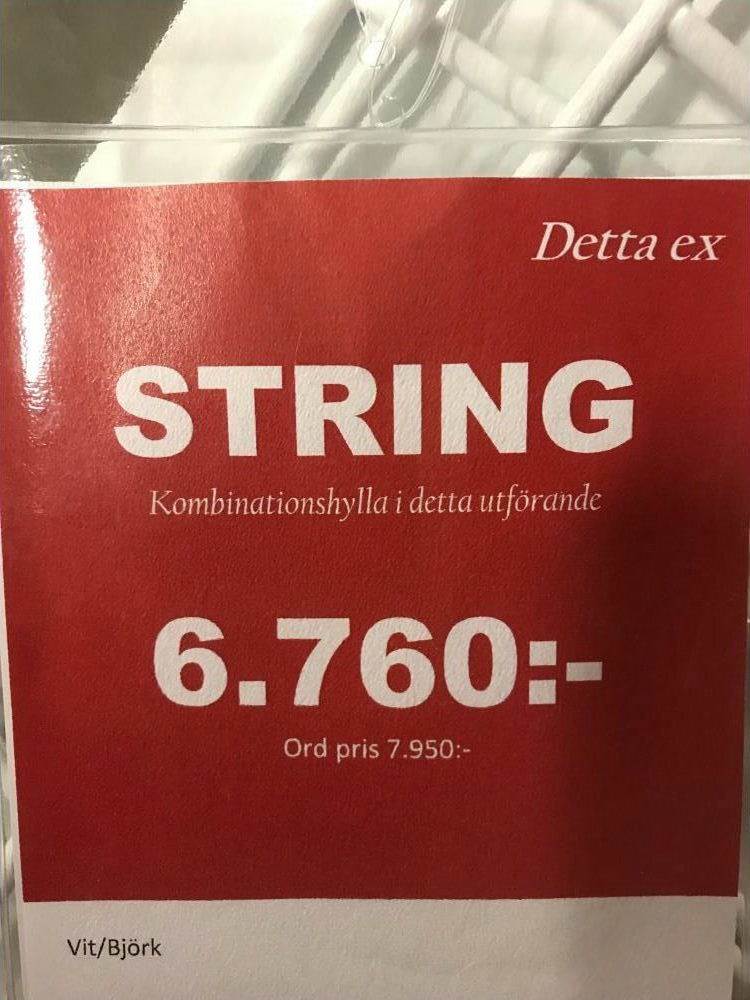 Detta ex
STRING
Kombinationshylla i detta utförande
6.760:-
Ord pris 7.950:-
Vit/Björk